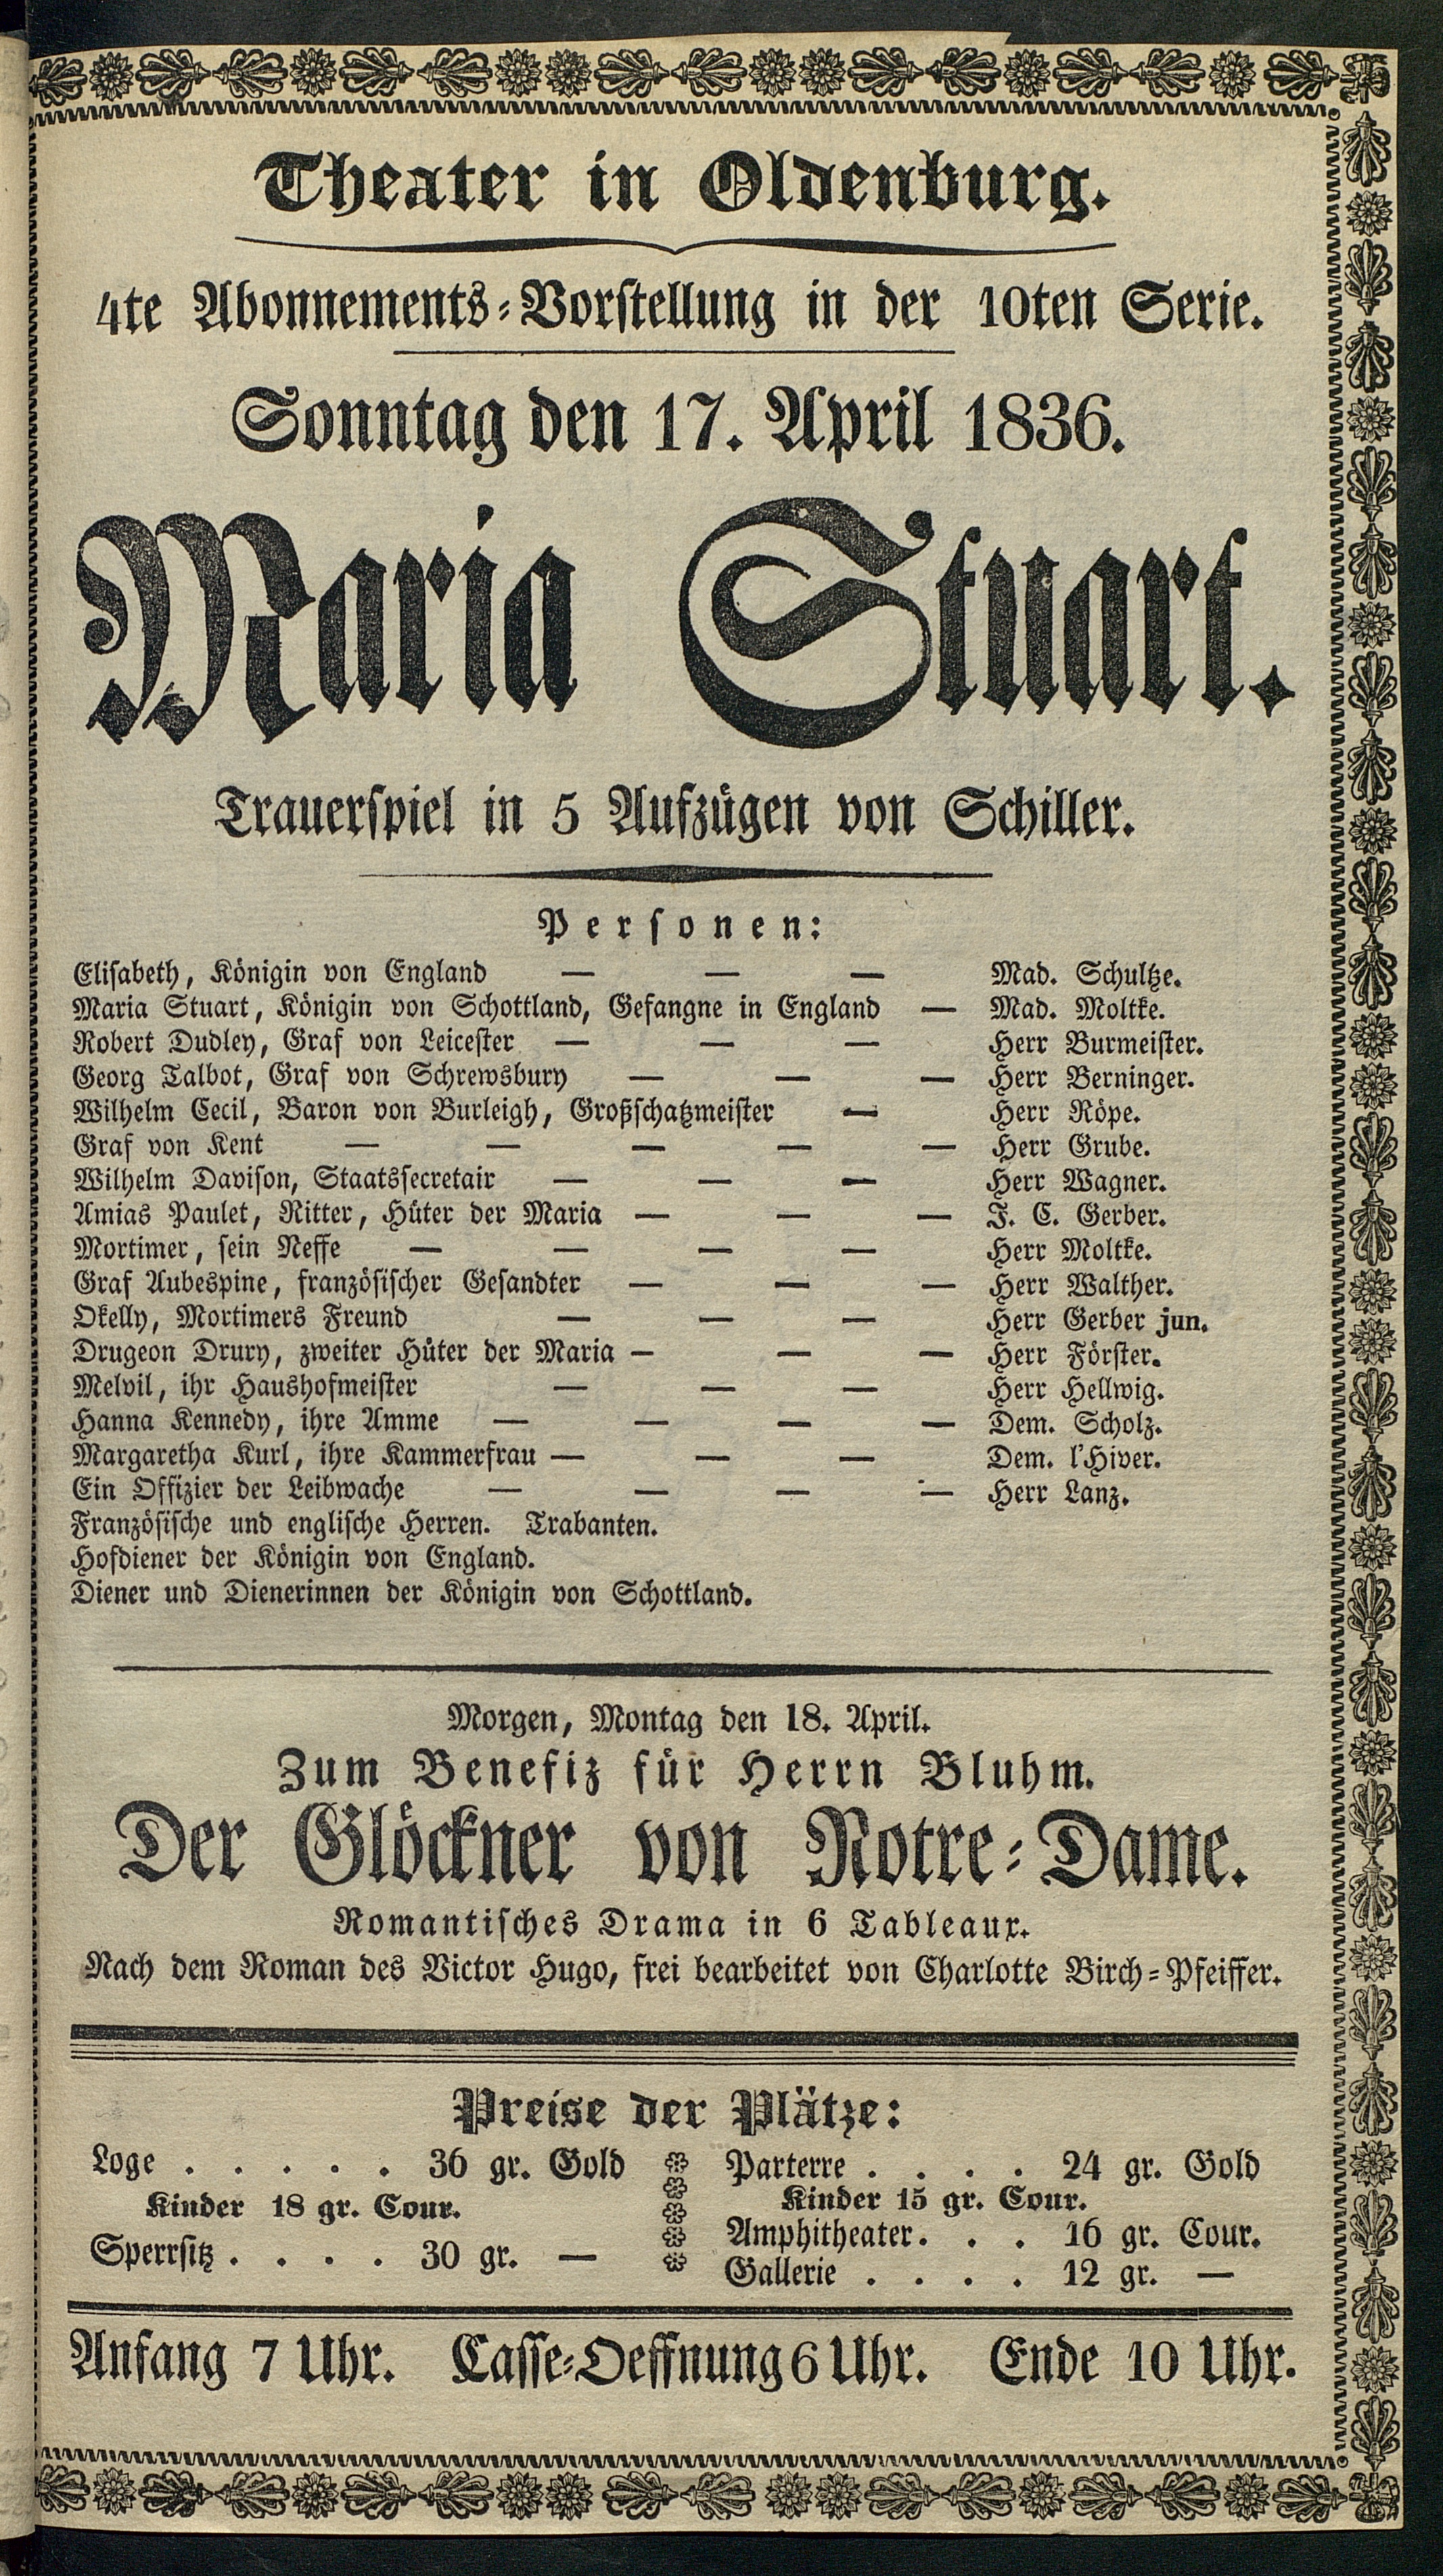 Theater in Oldenburg.
4te Abonnements-Vorstellung in der 10ten Serie.
Sonntag den 17. April 1836.
Maria Stuart.
Trauerspiel in 5 Aufzügen von Schiller.
Personen:
Elisabeth, Königin von England — — — Mad. Schultze.
Maria Stuart, Königin von Schottland, Gefangne in England — Mad. Moltke.
Robert Dudley, Graf von Leicester — — — Herr Burmeister.
Georg Talbot, Graf von Schrewsbury — — — Herr Berninger.
Wilhelm Cecil, Baron von Burleigh, Großschatzmeister — Herr Röpe.
Graf von Kent — — — — — Herr Grube.
Wilhelm Davison, Staatssecretair — — — Herr Wagner.
Amias Paulet, Ritter, Hüter der Maria — — — J. C. Gerber.
Mortimer, sein Neffe — — — — Herr Moltke.
Graf Aubespine, französischer Gesandter — — — Herr Walther.
Okelly, Mortimers Freund — — — Herr Gerber jun.
Drugeon Drury, zweiter Hüter der Maria — — — Herr Förster.
Melvil, ihr Haushofmeister — — — Herr Hellwig.
Hanna Kennedy, ihre Amme — — — — Dem. Scholz.
Margaretha Kurl, ihre Kammerfrau — — — Dem. l'Hiver.
Ein Offizier der Leibwache — — — — Herr Lanz.
Französische und englische Herren. Trabanten.
Hofdiener der Königin von England.
Diener und Dienerinnen der Königin von Schottland.
Morgen, Montag den 18. April.
Zum Benefiz für Herrn Bluhm.
Der Glöckner von Notre-Dame.
Romantisches Drama in 6 Tableaux.
Nach dem Roman des Victor Hugo, frei bearbeitet von Charlotte Birch-Pfeiffer.
Preise der Plätze:
Loge . . . . . 36 gr. Gold
Kinder 18 gr. Cour.
Sperrsitz . . . . 30 gr. —
Parterre . . . . 24 gr. Gold
Kinder 15 gr. Cour.
Amphitheater . . . 16 gr. Cour.
Gallerie . . . . 12 gr. —
Anfang 7 Uhr. Casse-Oeffnung 6 Uhr. Ende 10 Uhr.